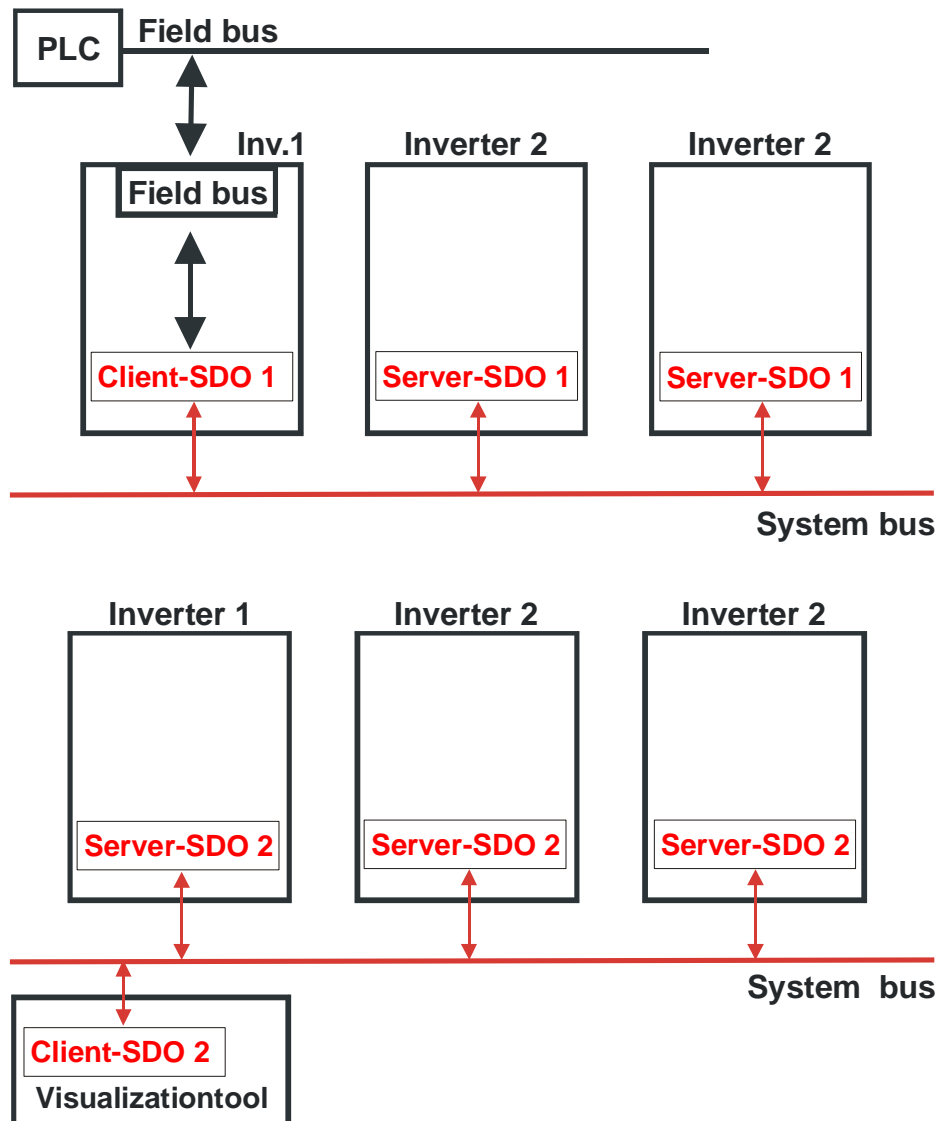 PLC
Field bus
Inv.1
Inverter 2
Inverter 2
Field bus
Client-SDO 1
Server-SDO 1
Server-SDO 1
System bus
Inverter 1
Inverter 2
Inverter 2
Server-SDO 2
Server-SDO 2
Server-SDO 2
System bus
Client-SDO 2
Visualizationtool